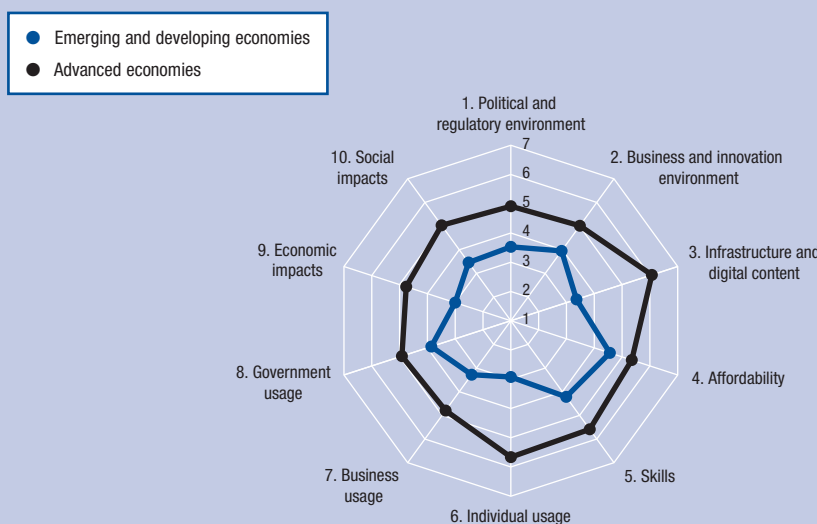 Emerging and developing economies
Advanced economies
1. Political and
regulatory environment
7
6
5
4
3
2
1
2. Business and innovation
environment
3. Infrastructure and
digital content
4. Affordability
5. Skills
6. Individual usage
7. Business
usage
8. Government
usage
9. Economic
impacts
10. Social
impacts